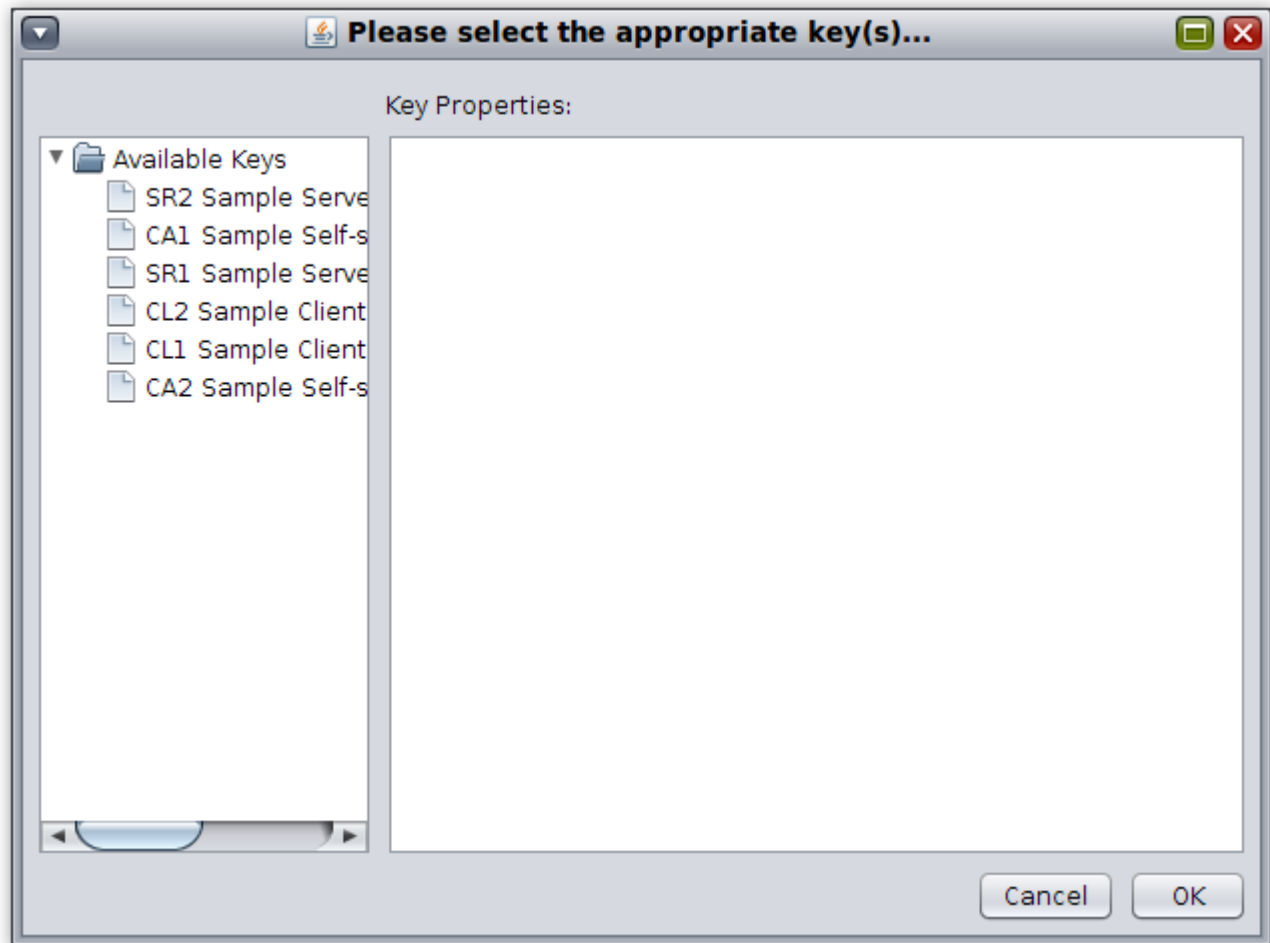 Please select the appropriate key(s)...
Key Properties:
Available Keys
SR2 Sample Serve
CA1 Sample Self-s
SR1 Sample Serve
CL2 Sample Client
CL1 Sample Client
CA2 Sample Self-s
Cancel
OK